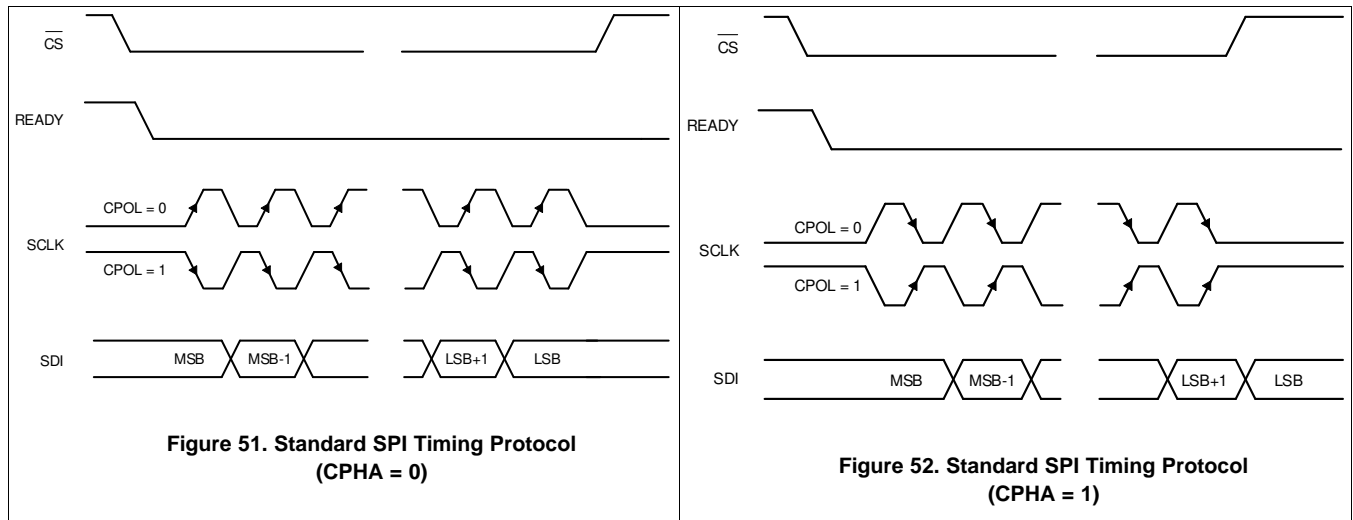 CS
READY
CPOL = 0
SCLK
CPOL = 1
SDI
MSB
MSB-1
LSB+1
LSB
Figure 51. Standard SPI Timing Protocol
(CPHA = 0)
CS
READY
CPOL = 0
SCLK
CPOL = 1
SDI
MSB
MSB-1
LSB+1
LSB
Figure 52. Standard SPI Timing Protocol
(CPHA = 1)